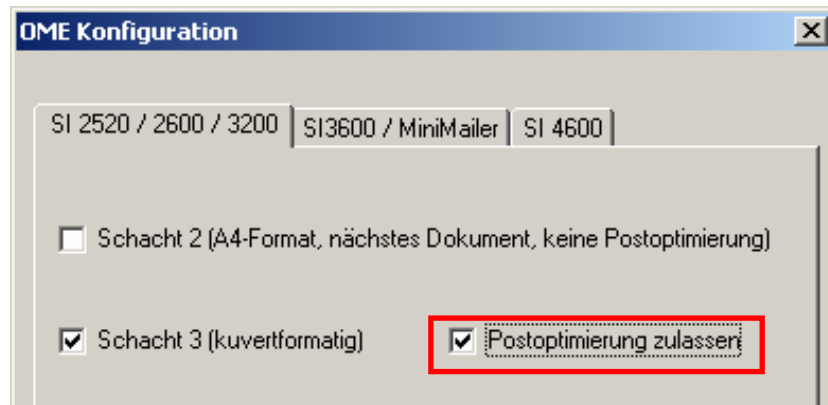 OME Konfiguration
SI 2520 / 2600 / 3200 SI3600 / MiniMailer SI 4600
Schacht 2 (A4-Format, nächstes Dokument, keine Postoptimierung)
Schacht 3 (kuvertformatig) Postoptimierung zulassen